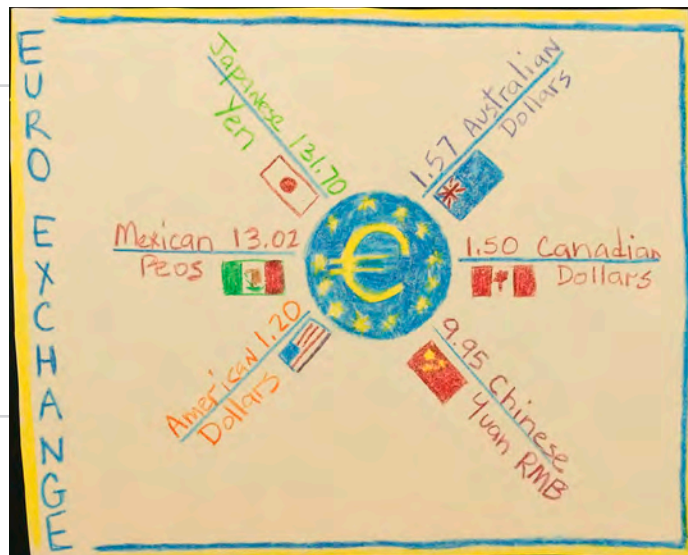 EURO EXCHANGE
Japanese 131.70
Yen
1.57 Australian
Dollars
Mexican 13.02
Peos
€
1.50 Canadian
Dollars
American 1.20
Dollars
9.95 Chinese
Yuan RMB